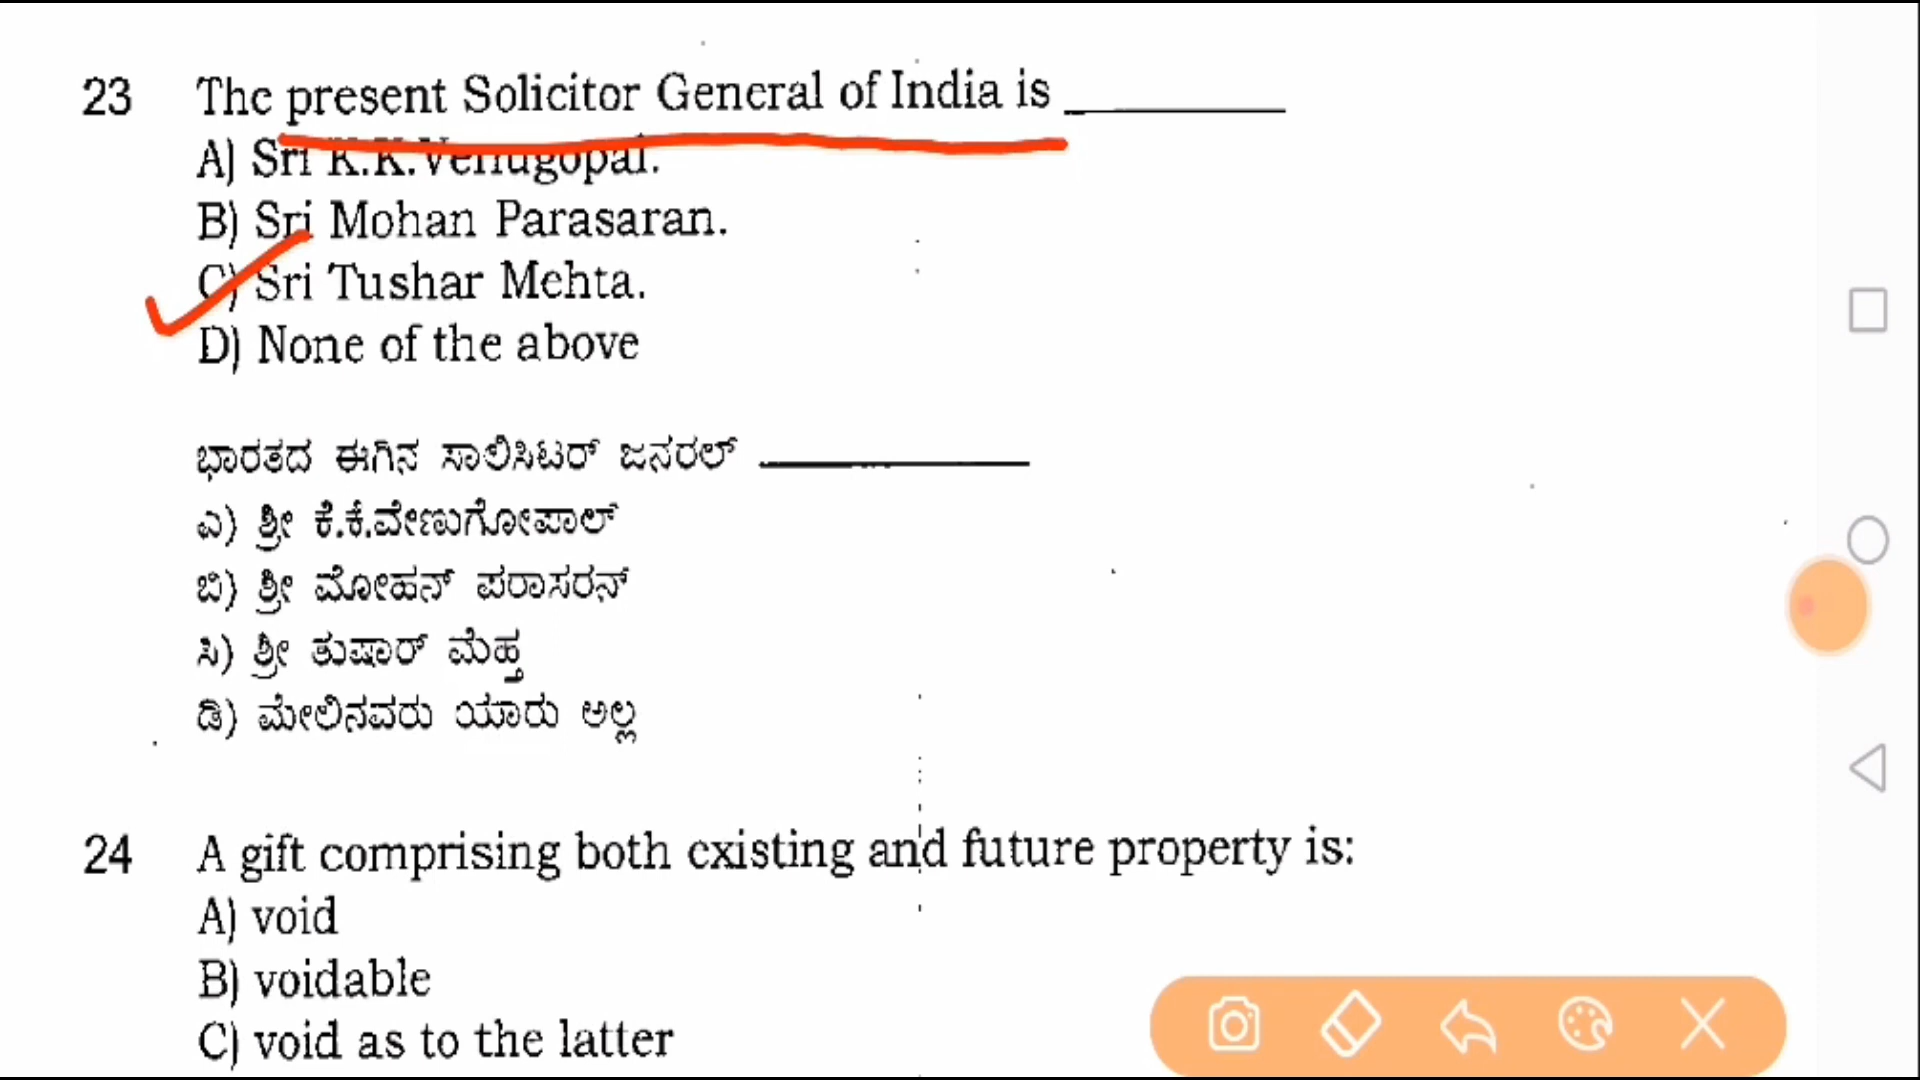 23 The present Solicitor General of India is __________
A) Sri K.K.Venugopal.
B) Sri Mohan Parasaran.
C) Sri Tushar Mehta.
D) None of the above
ಭಾರತದ ಈಗಿನ ಸಾಲಿಸಿಟರ್ ಜನರಲ್ __________
ಎ) ಶ್ರೀ ಕೆ.ಕೆ.ವೇಣುಗೋಪಾಲ್
ಬಿ) ಶ್ರೀ ಮೋಹನ್ ಪರಾಸರನ್
ಸಿ) ಶ್ರೀ ತುಷಾರ್ ಮೆಹ್ತ
ಡಿ) ಮೇಲಿನವರು ಯಾರು ಅಲ್ಲ
24 A gift comprising both existing and future property is:
A) void
B) voidable
C) void as to the latter